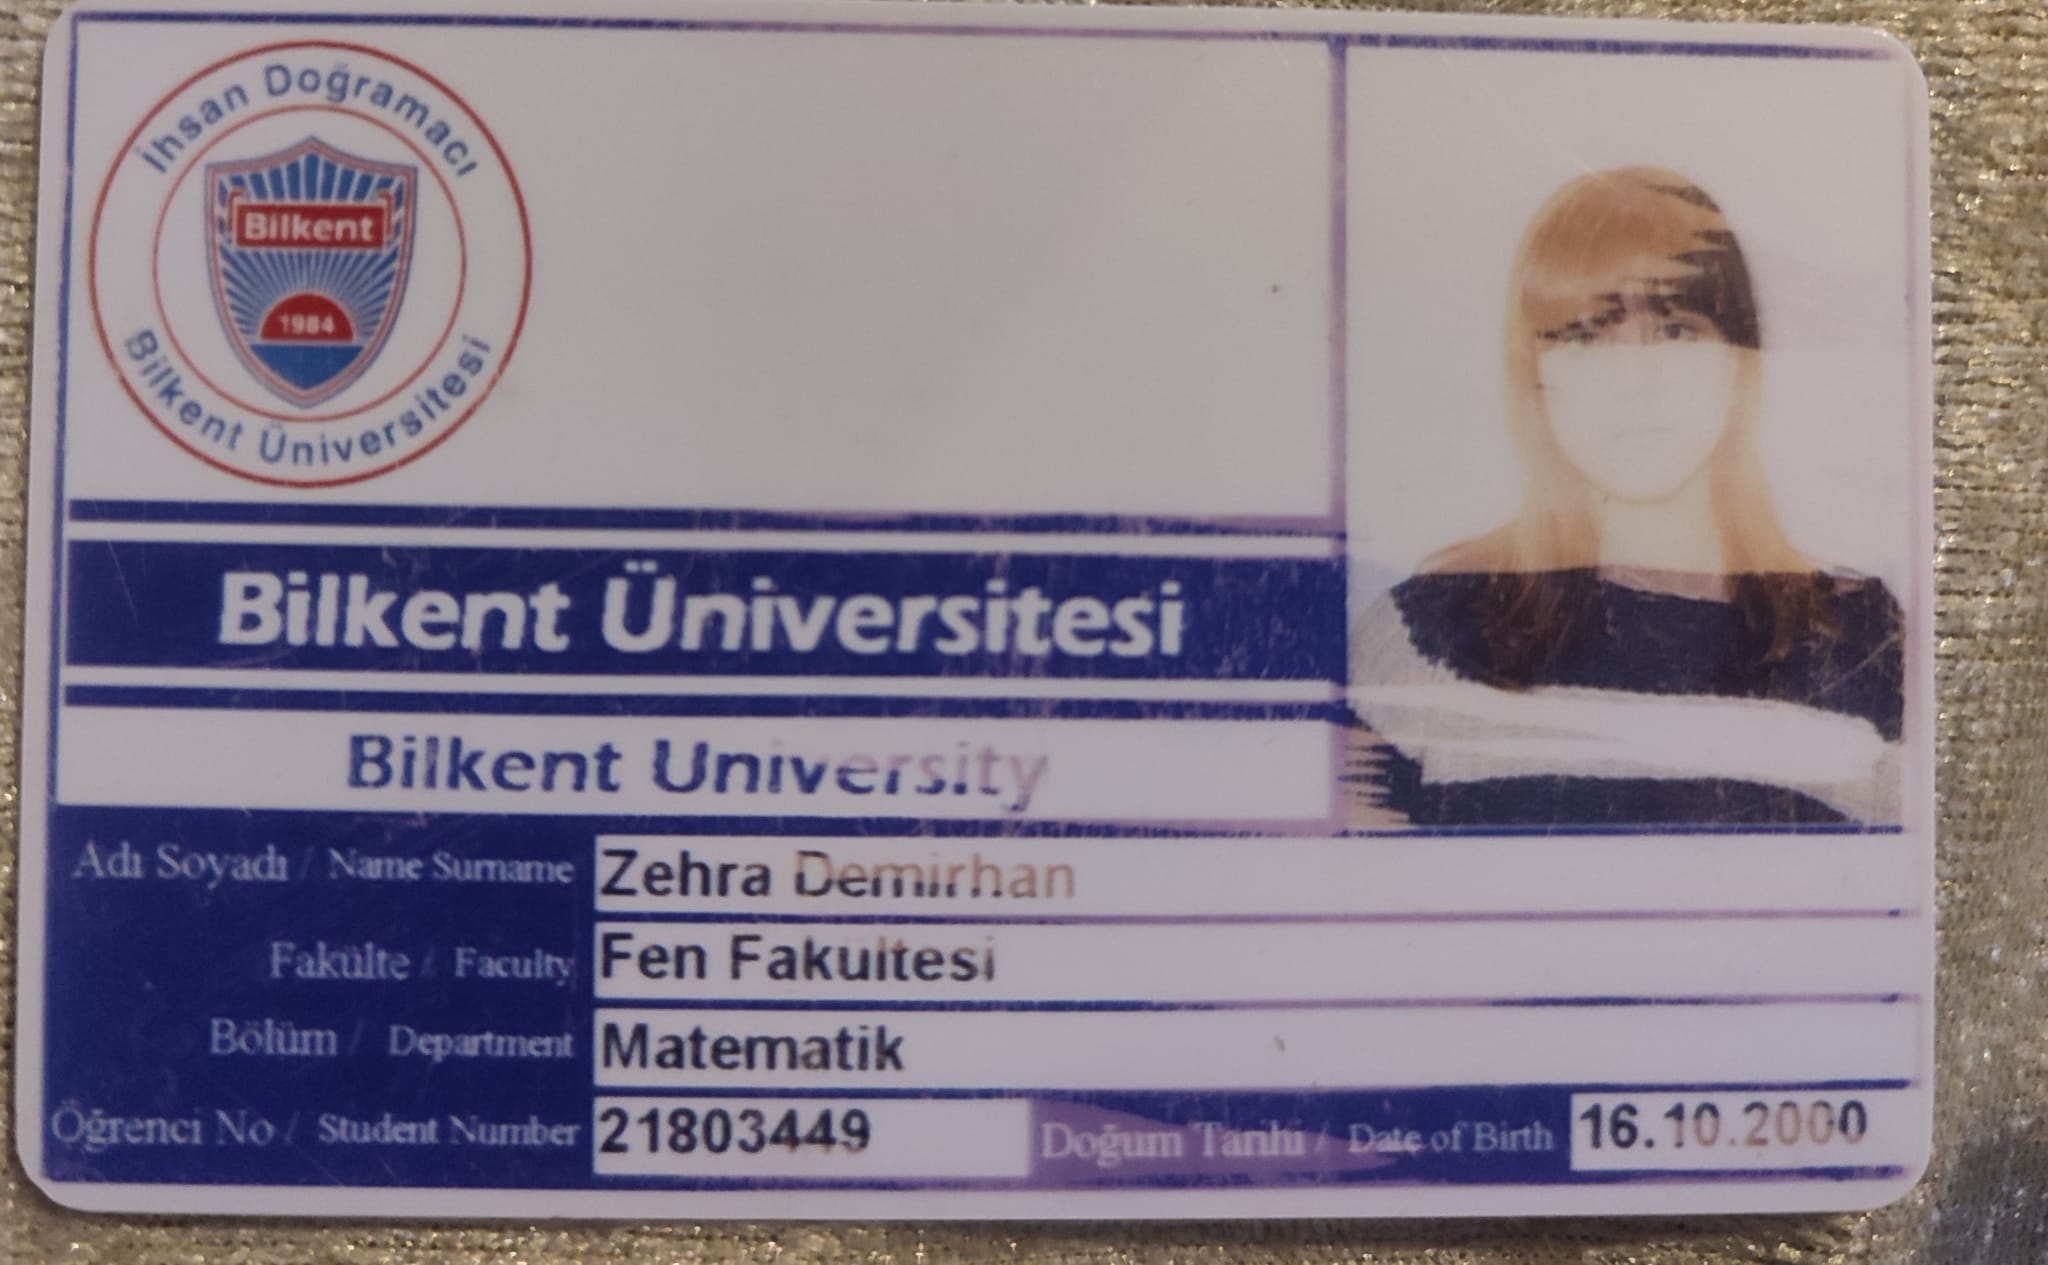 İhsan Doğramacı
Bilkent
1984
Bilkent Üniversitesi
Bilkent Üniversitesi
Bilkent University
Adı Soyadı / Name Surname Zehra Demirhan
Fakülte / Faculty Fen Fakultesi
Bölüm / Department Matematik
Öğrenci No / Student Number 21803449 Doğum Tarihi / Date of Birth 16.10.2000